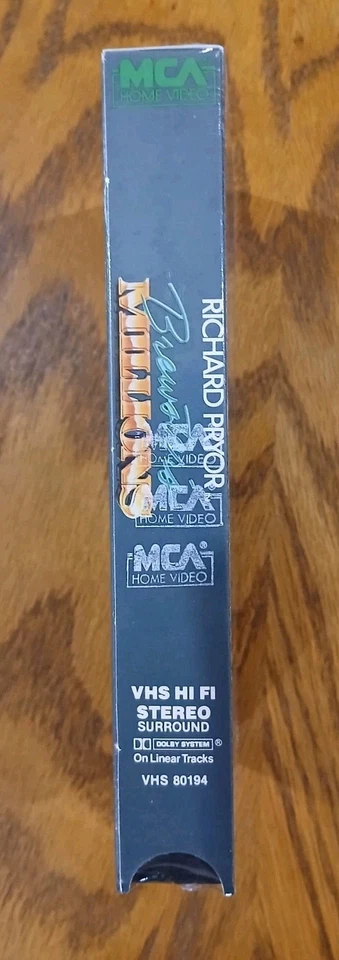 MCA
HOME VIDEO
RICHARD PRYOR
Brewster's
MILLIONS
MCA
HOME VIDEO
MCA
HOME VIDEO
MCA®
HOME VIDEO
VHS HI FI
STEREO
SURROUND
DOLBY SYSTEM®
On Linear Tracks
VHS 80194